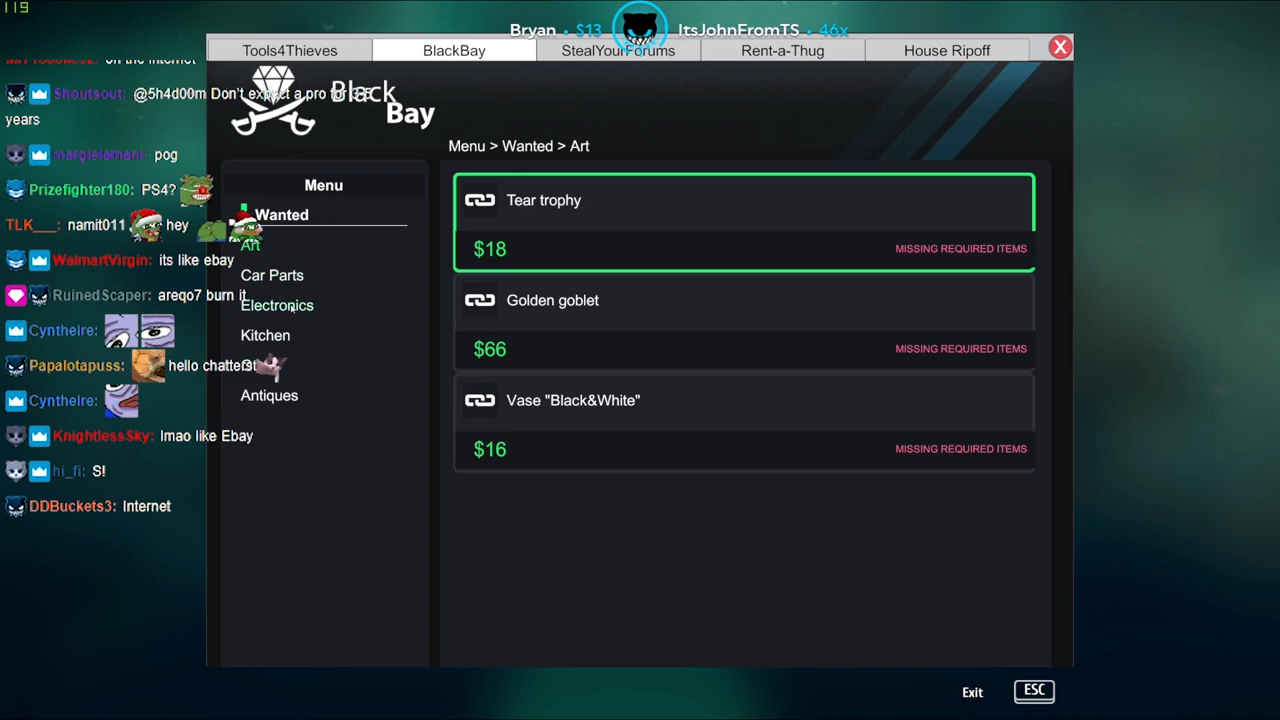 119
Bryan • $13
ItsJohnFromTS • 46x
Tools4Thieves
BlackBay
StealYourForums
Rent-a-Thug
House Ripoff
X
Black
Bay
Menu > Wanted > Art
Menu
Wanted
Art
Car Parts
Electronics
Kitchen
Antiques
Tear trophy
$18
MISSING REQUIRED ITEMS
Golden goblet
$66
MISSING REQUIRED ITEMS
Vase "Black&White"
$16
MISSING REQUIRED ITEMS
on the internet
Shoutsout: @5h4d00m Don't expect a pro for
years
margielamami: pog
Prizefighter180: PS4?
TLK___: namit011 hey
WalmartVirgin: its like ebay
RuinedScaper: areqo7 burn it
Cyntheire:
Papalotapuss: hello chatters
Cyntheire:
KnightlessSky: lmao like Ebay
hi_fi: S!
DDBuckets3: Internet
Exit
ESC